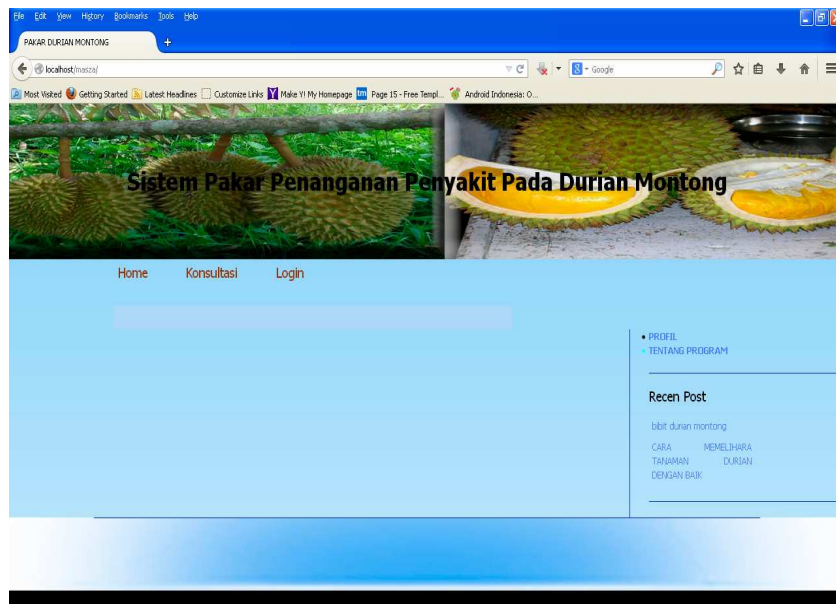 File Edit View History Bookmarks Tools Help
PAKAR DURIAN MONTONG +
localhost/masza/ Google
Most Visited Getting Started Latest Headlines Customize Links Make Y! My Homepage tm Page 15 - Free Templ... Android Indonesia: O...
Sistem Pakar Penanganan Penyakit Pada Durian Montong
Home Konsultasi Login
PROFIL
TENTANG PROGRAM
Recen Post
bibit durian montong
CARA MEMELIHARA
TANAMAN DURIAN
DENGAN BAIK